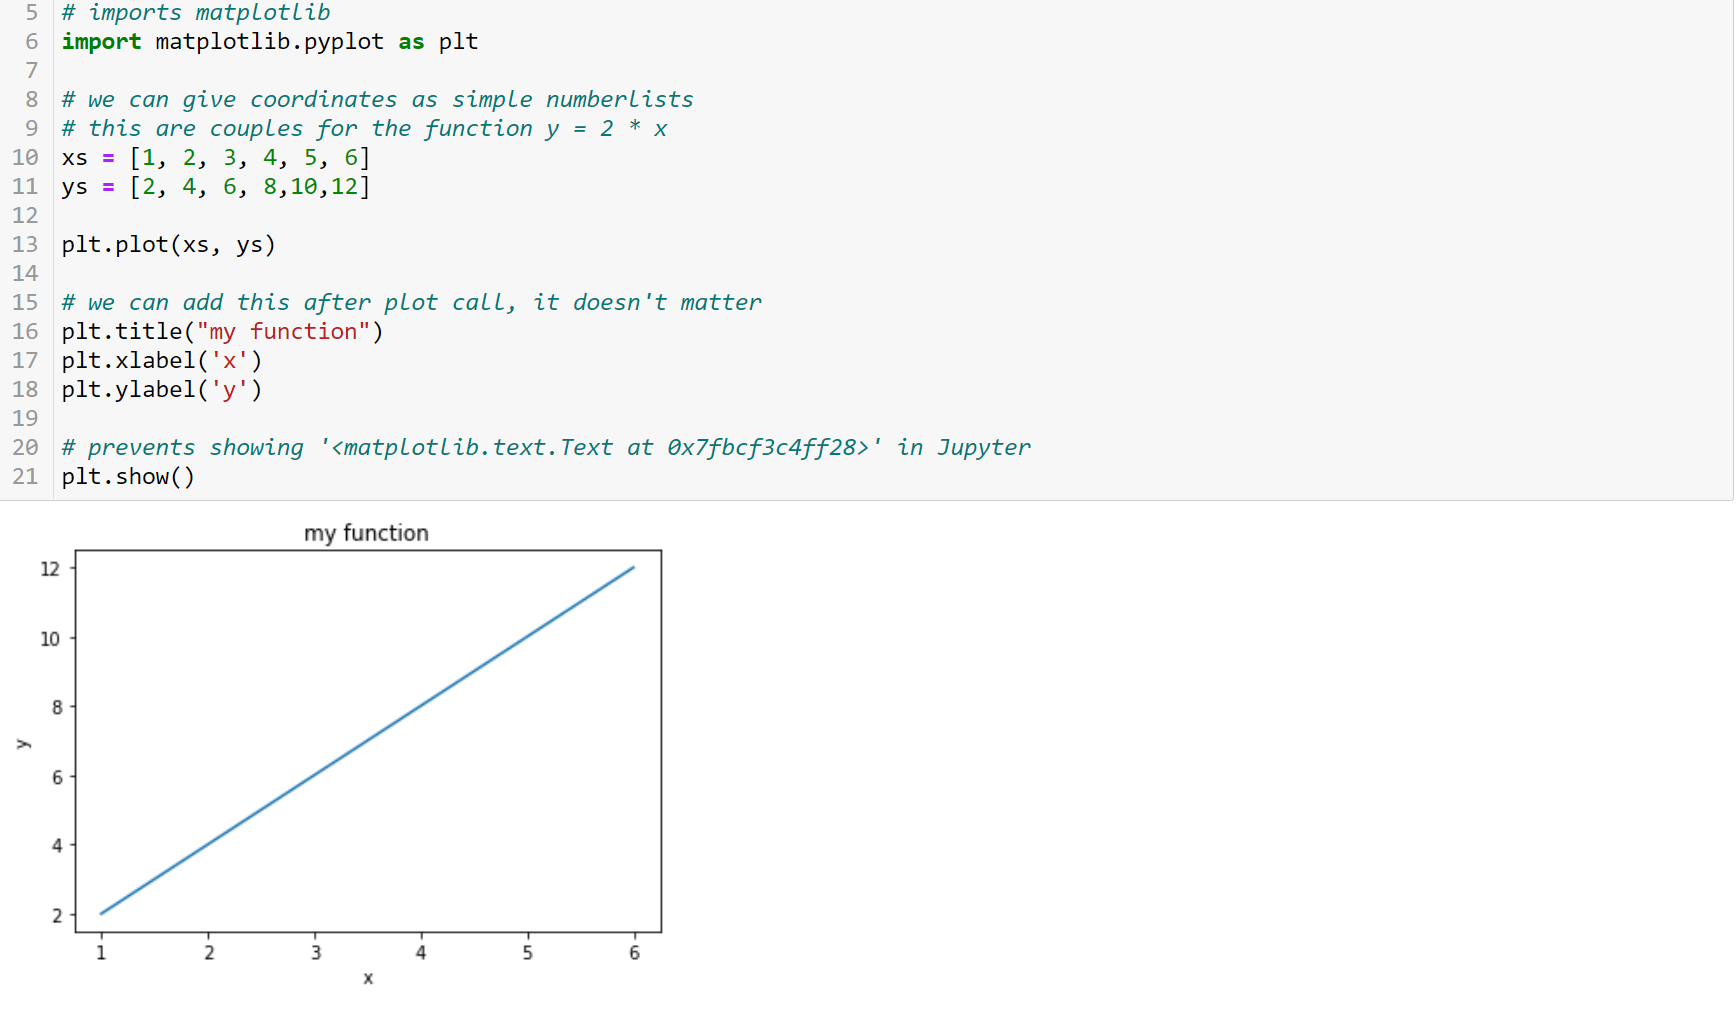 5 # imports matplotlib
6 import matplotlib.pyplot as plt
7
8 # we can give coordinates as simple numberlists
9 # this are couples for the function y = 2 * x
10 xs = [1, 2, 3, 4, 5, 6]
11 ys = [2, 4, 6, 8,10,12]
12
13 plt.plot(xs, ys)
14
15 # we can add this after plot call, it doesn't matter
16 plt.title("my function")
17 plt.xlabel('x')
18 plt.ylabel('y')
19
20 # prevents showing '<matplotlib.text.Text at 0x7fbcf3c4ff28>' in Jupyter
21 plt.show()
my function
12
10
8
y
6
4
2
1 2 3 4 5 6
x